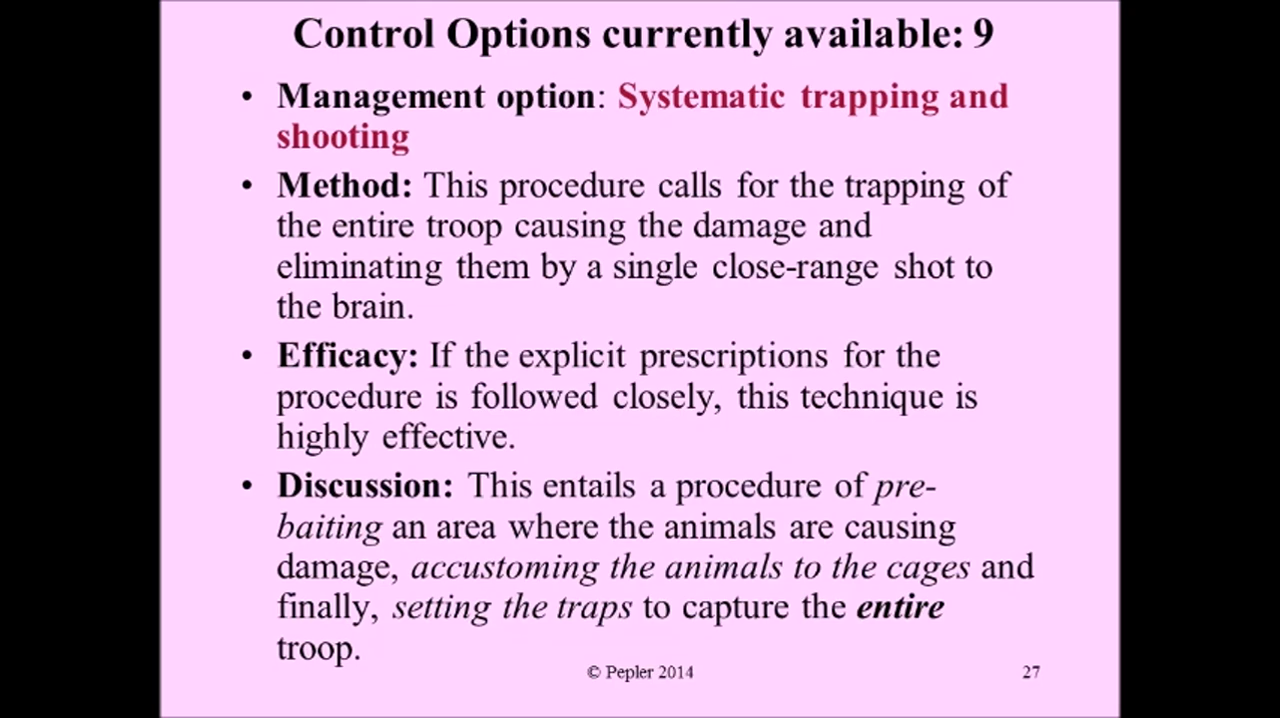 Control Options currently available: 9
• Management option: Systematic trapping and
shooting
• Method: This procedure calls for the trapping of
the entire troop causing the damage and
eliminating them by a single close-range shot to
the brain.
• Efficacy: If the explicit prescriptions for the
procedure is followed closely, this technique is
highly effective.
• Discussion: This entails a procedure of pre-
baiting an area where the animals are causing
damage, accustoming the animals to the cages and
finally, setting the traps to capture the entire
troop.
© Pepler 2014
27